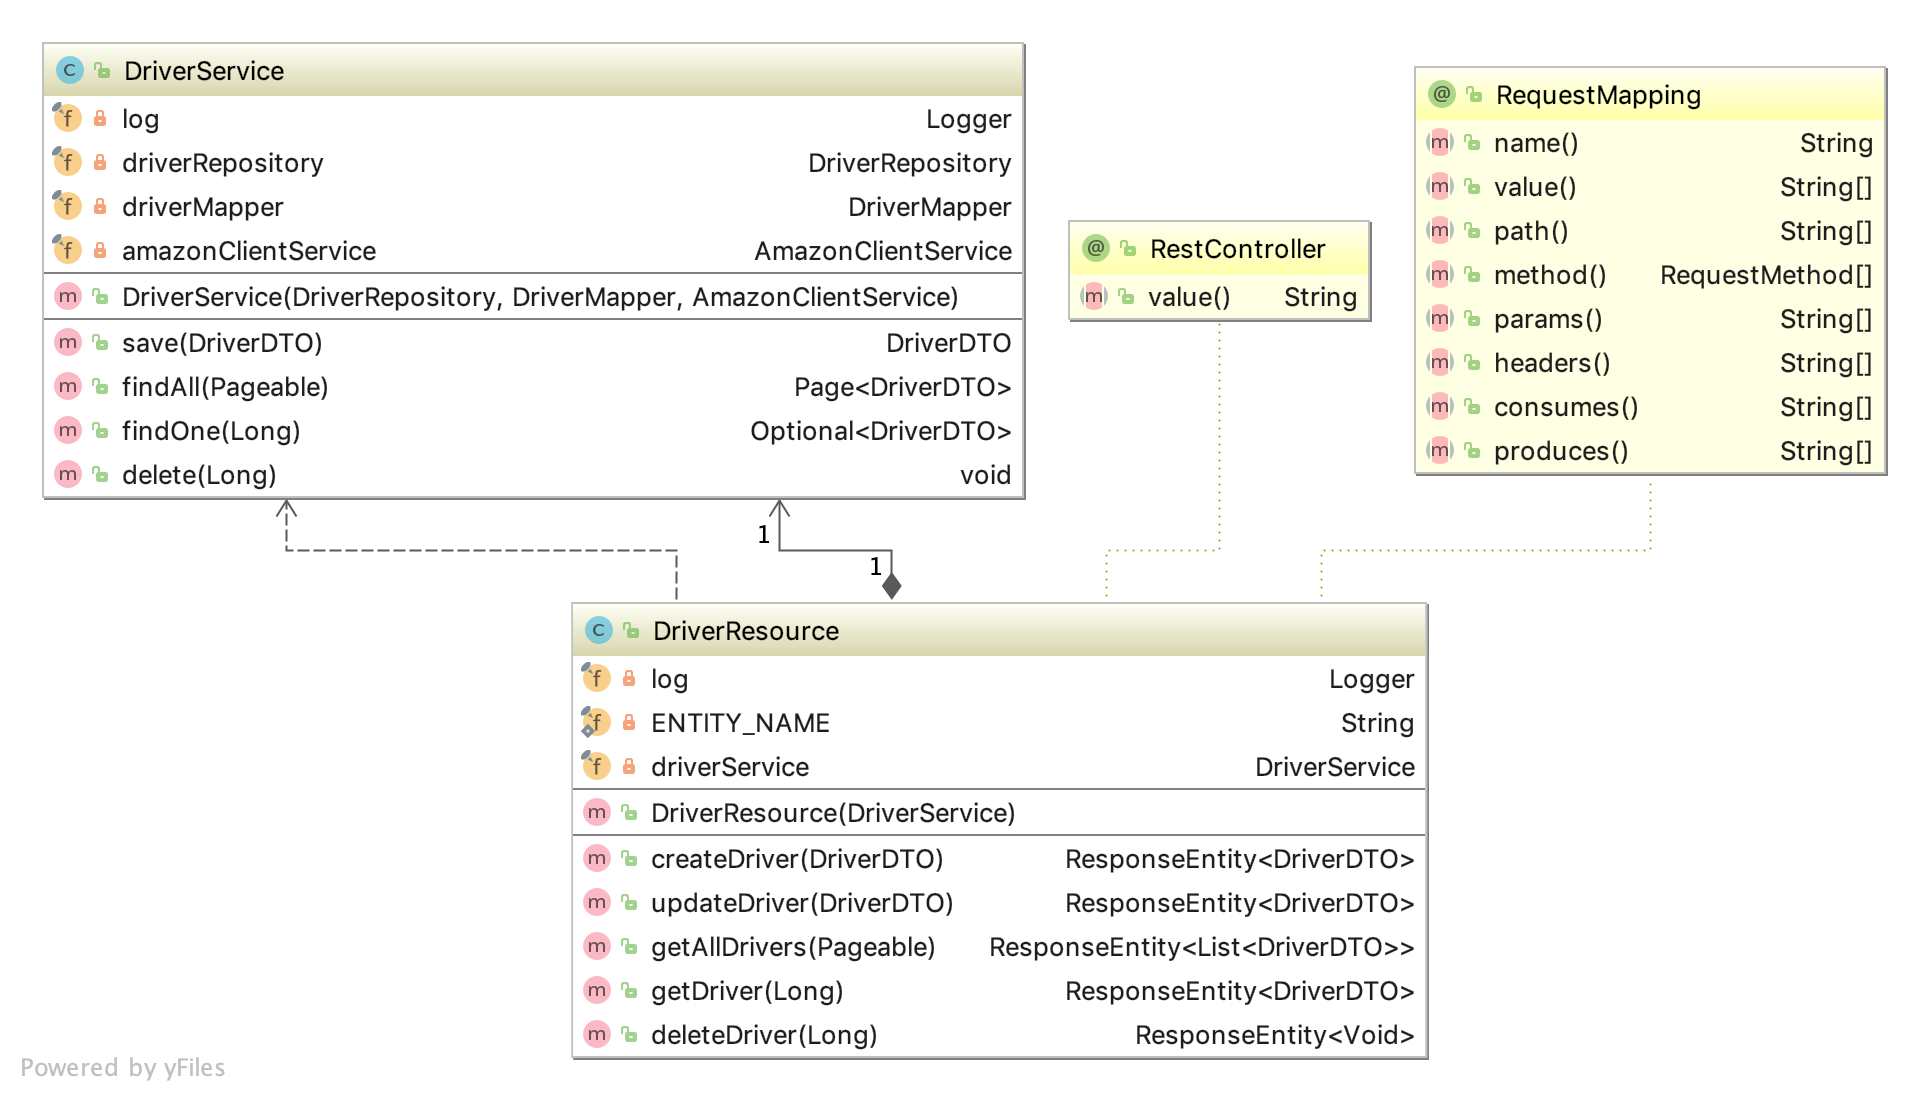 DriverService
log Logger
driverRepository DriverRepository
driverMapper DriverMapper
amazonClientService AmazonClientService
DriverService(DriverRepository, DriverMapper, AmazonClientService)
save(DriverDTO) DriverDTO
findAll(Pageable) Page<DriverDTO>
findOne(Long) Optional<DriverDTO>
delete(Long) void
RestController
value() String
RequestMapping
name() String
value() String[]
path() String[]
method() RequestMethod[]
params() String[]
headers() String[]
consumes() String[]
produces() String[]
1
1
DriverResource
log Logger
ENTITY_NAME String
driverService DriverService
DriverResource(DriverService)
createDriver(DriverDTO) ResponseEntity<DriverDTO>
updateDriver(DriverDTO) ResponseEntity<DriverDTO>
getAllDrivers(Pageable) ResponseEntity<List<DriverDTO>>
getDriver(Long) ResponseEntity<DriverDTO>
deleteDriver(Long) ResponseEntity<Void>
Powered by yFiles